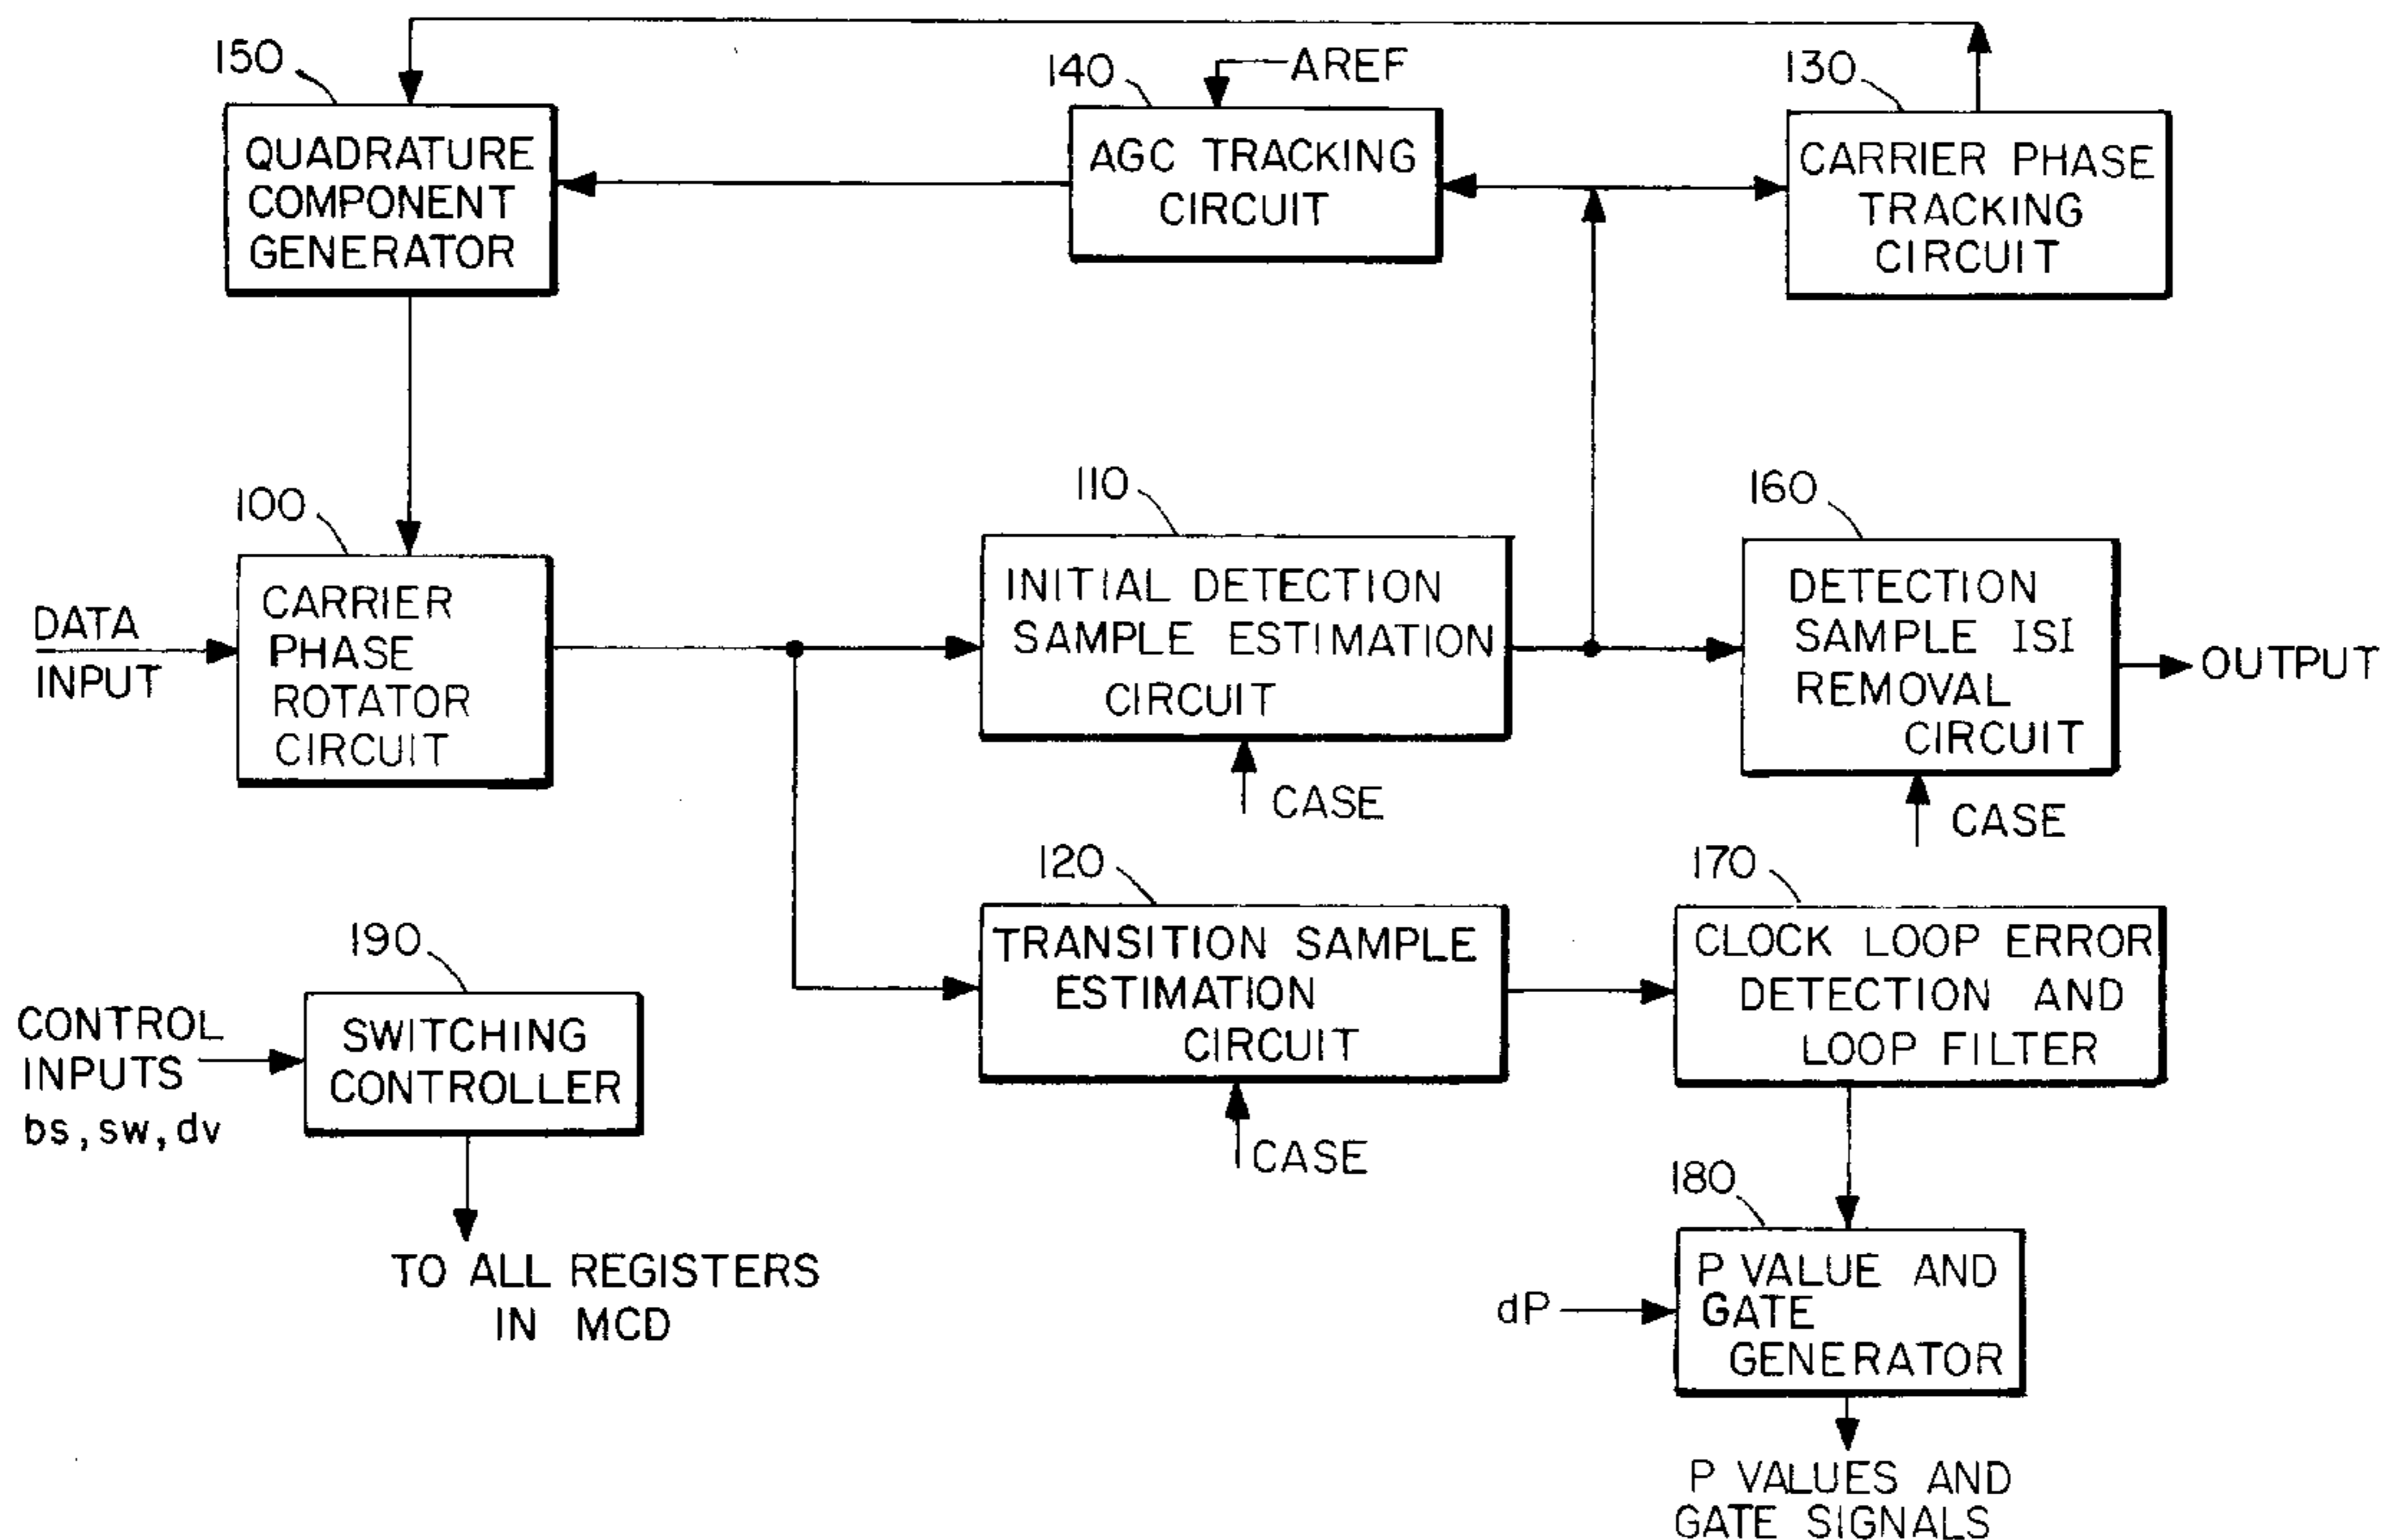 150
QUADRATURE
COMPONENT
GENERATOR
140
AREF
AGC TRACKING
CIRCUIT
130
CARRIER PHASE
TRACKING
CIRCUIT
100
DATA
INPUT
CARRIER
PHASE
ROTATOR
CIRCUIT
110
INITIAL DETECTION
SAMPLE ESTIMATION
CIRCUIT
CASE
160
DETECTION
SAMPLE ISI
REMOVAL
CIRCUIT
OUTPUT
CASE
120
TRANSITION SAMPLE
ESTIMATION
CIRCUIT
CASE
170
CLOCK LOOP ERROR
DETECTION AND
LOOP FILTER
190
CONTROL
INPUTS
bs, sw, dv
SWITCHING
CONTROLLER
TO ALL REGISTERS
IN MCD
180
dP
P VALUE AND
GATE
GENERATOR
P VALUES AND
GATE SIGNALS